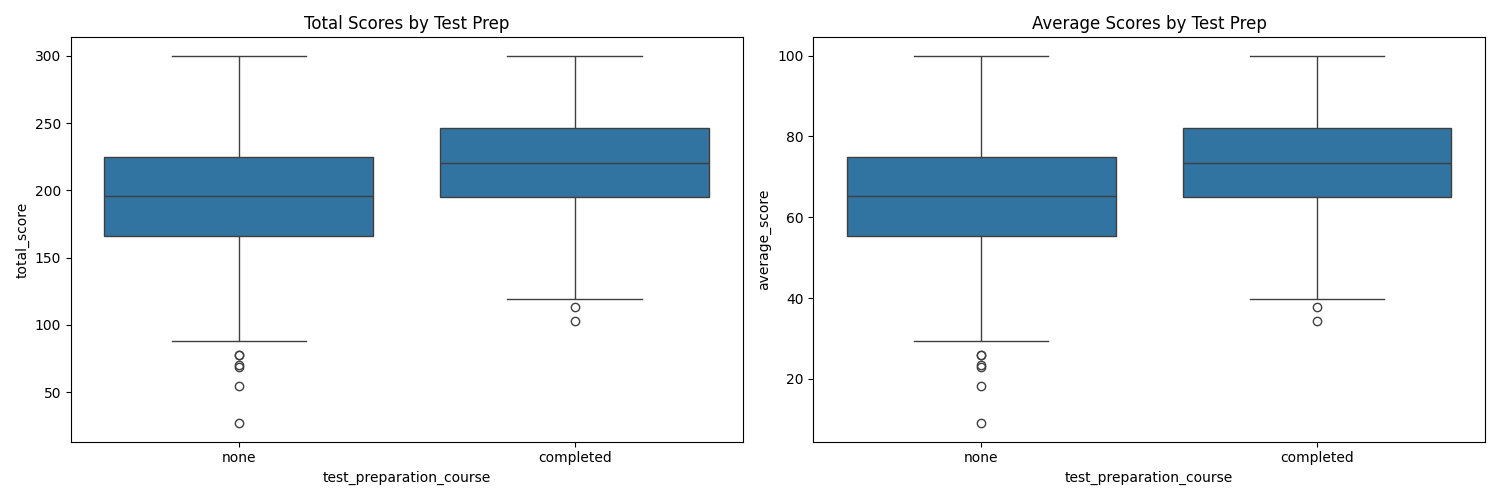 Total Scores by Test Prep
300
250
200
150
100
50
total_score
none
completed
test_preparation_course
Average Scores by Test Prep
100
80
60
40
20
average_score
none
completed
test_preparation_course